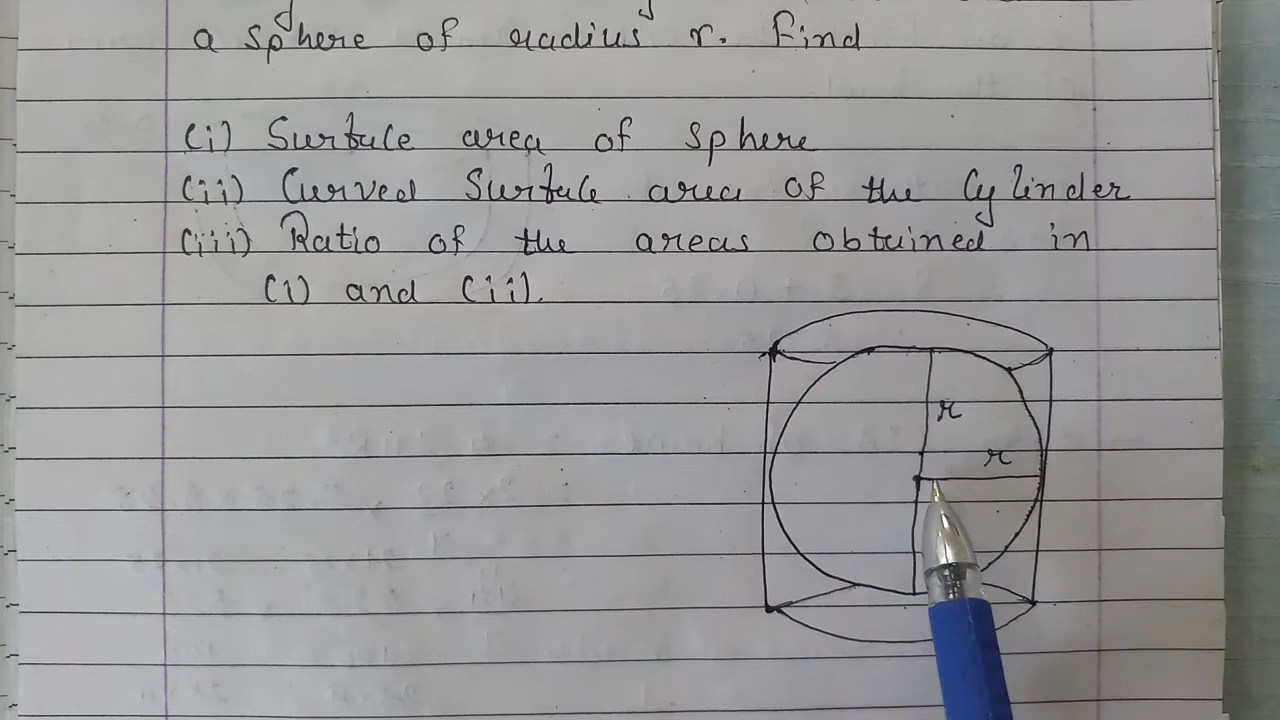 a sphere of radius r. Find
(i) Surface area of sphere
(ii) Curved Surface area of the Cylinder
(iii) Ratio of the areas obtained in
(i) and (ii).
r
r